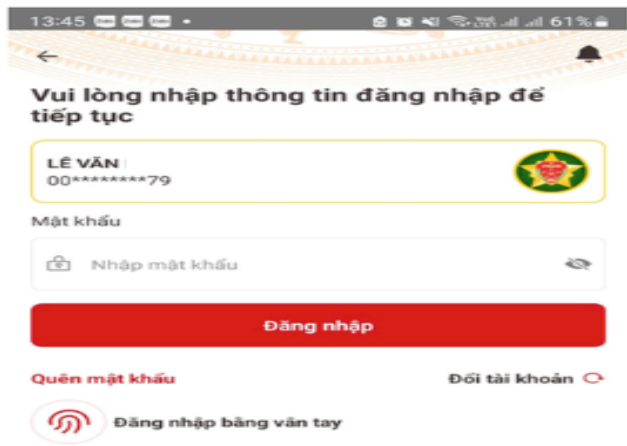 13:45
61%
Vui lòng nhập thông tin đăng nhập để
tiếp tục
LÊ VĂN
00********79
Mật khẩu
Nhập mật khẩu
Đăng nhập
Quên mật khẩu
Đổi tài khoản
Đăng nhập bằng vân tay